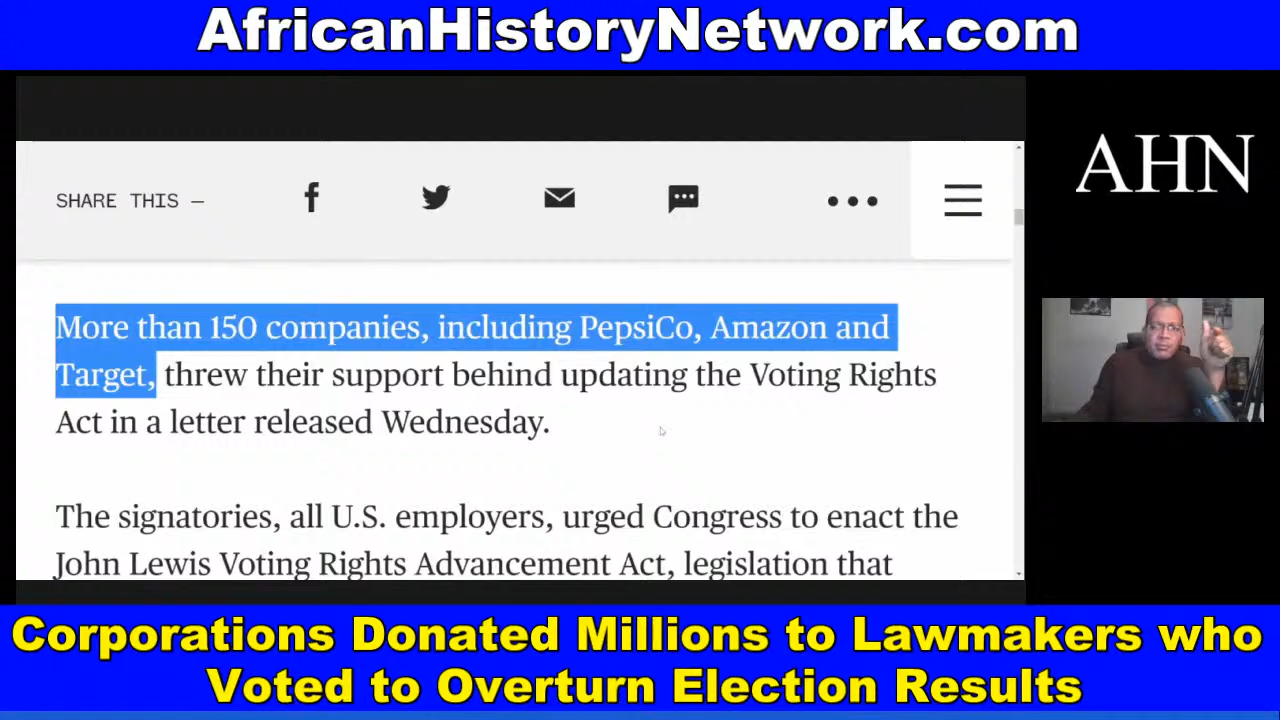 AfricanHistoryNetwork.com
SHARE THIS —
AHN
More than 150 companies, including PepsiCo, Amazon and
Target, threw their support behind updating the Voting Rights
Act in a letter released Wednesday.
The signatories, all U.S. employers, urged Congress to enact the
John Lewis Voting Rights Advancement Act, legislation that
Corporations Donated Millions to Lawmakers who
Voted to Overturn Election Results